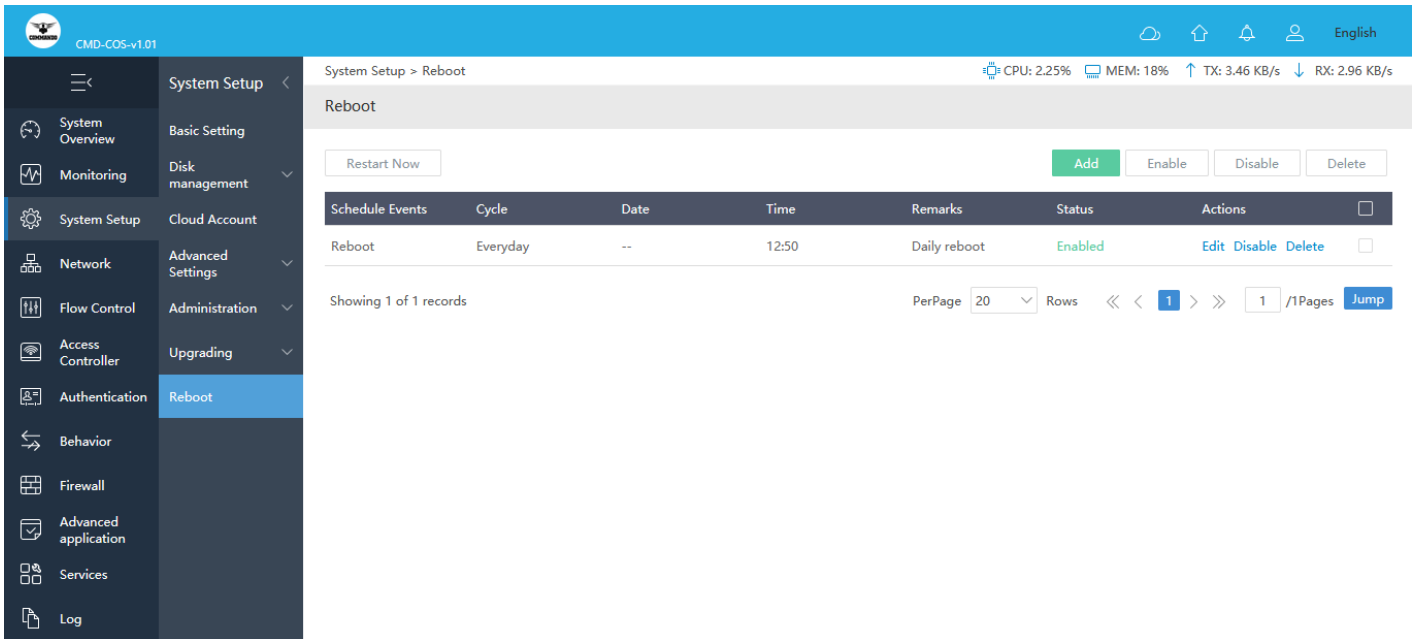 COMMANDO
CMD-COS-v1.01
English
System Overview
Monitoring
System Setup
Network
Flow Control
Access Controller
Authentication
Behavior
Firewall
Advanced application
Services
Log
System Setup
Basic Setting
Disk management
Cloud Account
Advanced Settings
Administration
Upgrading
Reboot
System Setup > Reboot
CPU: 2.25% MEM: 18% TX: 3.46 KB/s RX: 2.96 KB/s
Reboot
Restart Now Add Enable Disable Delete
Schedule Events Cycle Date Time Remarks Status Actions
Reboot Everyday -- 12:50 Daily reboot Enabled Edit Disable Delete
Showing 1 of 1 records PerPage 20 Rows 1 1 /1Pages Jump